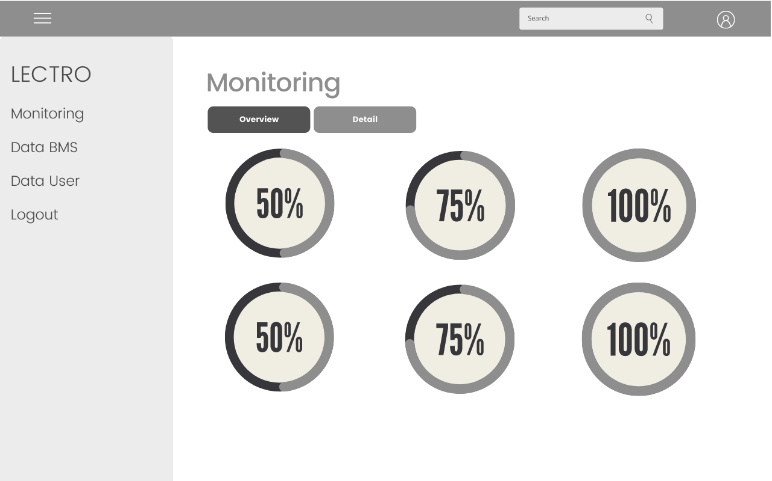 Search
LECTRO
Monitoring
Data BMS
Data User
Logout
Monitoring
Overview
Detail
50%
75%
100%
50%
75%
100%